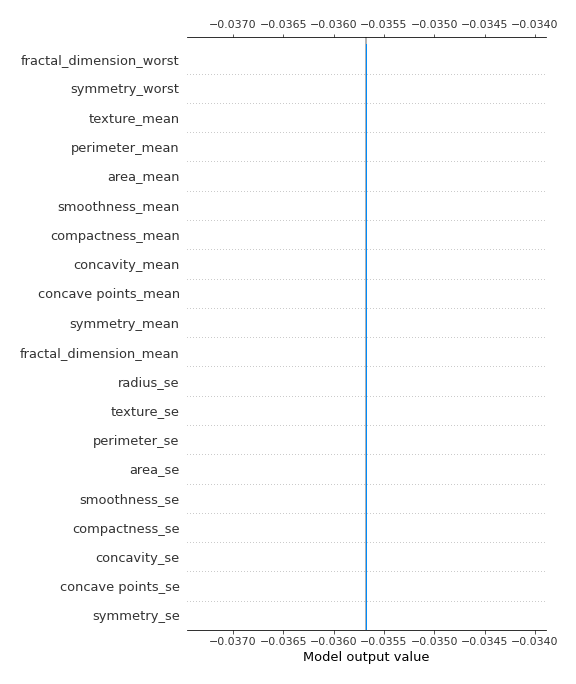 −0.0370 −0.0365 −0.0360 −0.0355 −0.0350 −0.0345 −0.0340
fractal_dimension_worst
symmetry_worst
texture_mean
perimeter_mean
area_mean
smoothness_mean
compactness_mean
concavity_mean
concave points_mean
symmetry_mean
fractal_dimension_mean
radius_se
texture_se
perimeter_se
area_se
smoothness_se
compactness_se
concavity_se
concave points_se
symmetry_se
−0.0370 −0.0365 −0.0360 −0.0355 −0.0350 −0.0345 −0.0340
Model output value